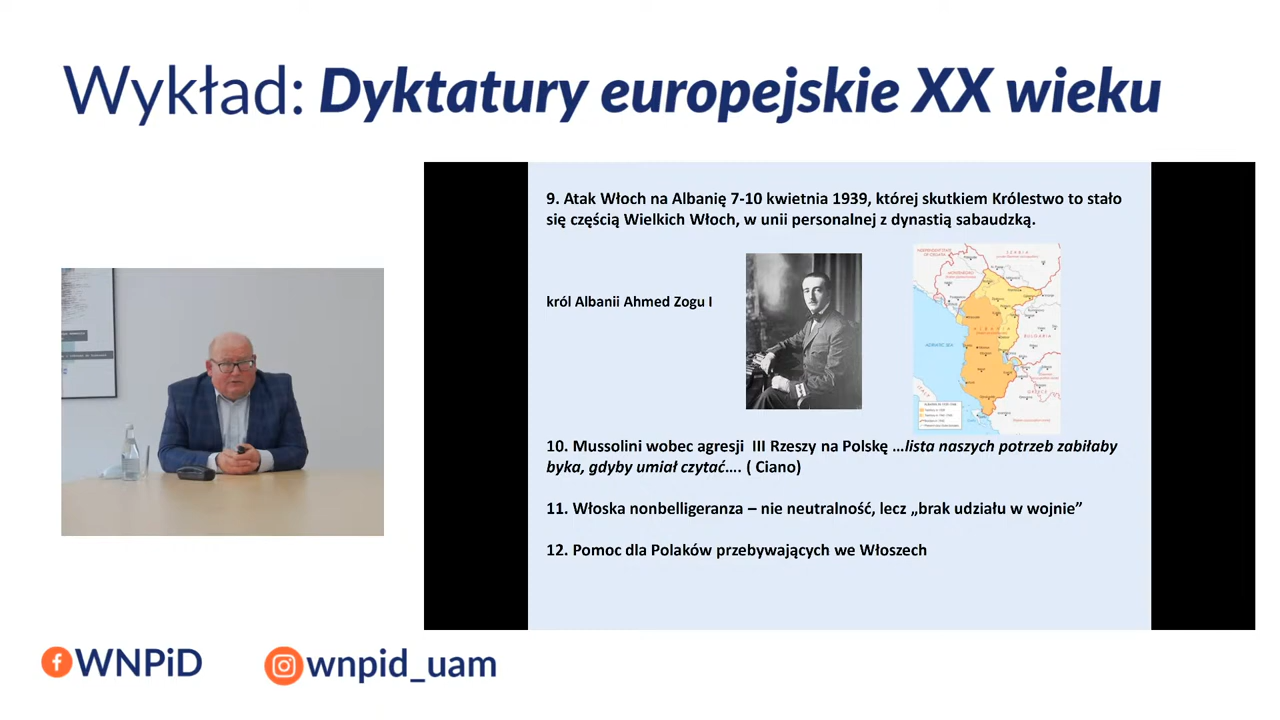 Wykład: Dyktatury europejskie XX wieku
9. Atak Włoch na Albanię 7-10 kwietnia 1939, której skutkiem Królestwo to stało
się częścią Wielkich Włoch, w unii personalnej z dynastią sabaudzką.
król Albanii Ahmed Zogu I
10. Mussolini wobec agresji III Rzeszy na Polskę ...lista naszych potrzeb zabiłaby
byka, gdyby umiał czytać.... ( Ciano)
11. Włoska nonbelligeranza – nie neutralność, lecz „brak udziału w wojnie”
12. Pomoc dla Polaków przebywających we Włoszech
WNPiD
wnpid_uam